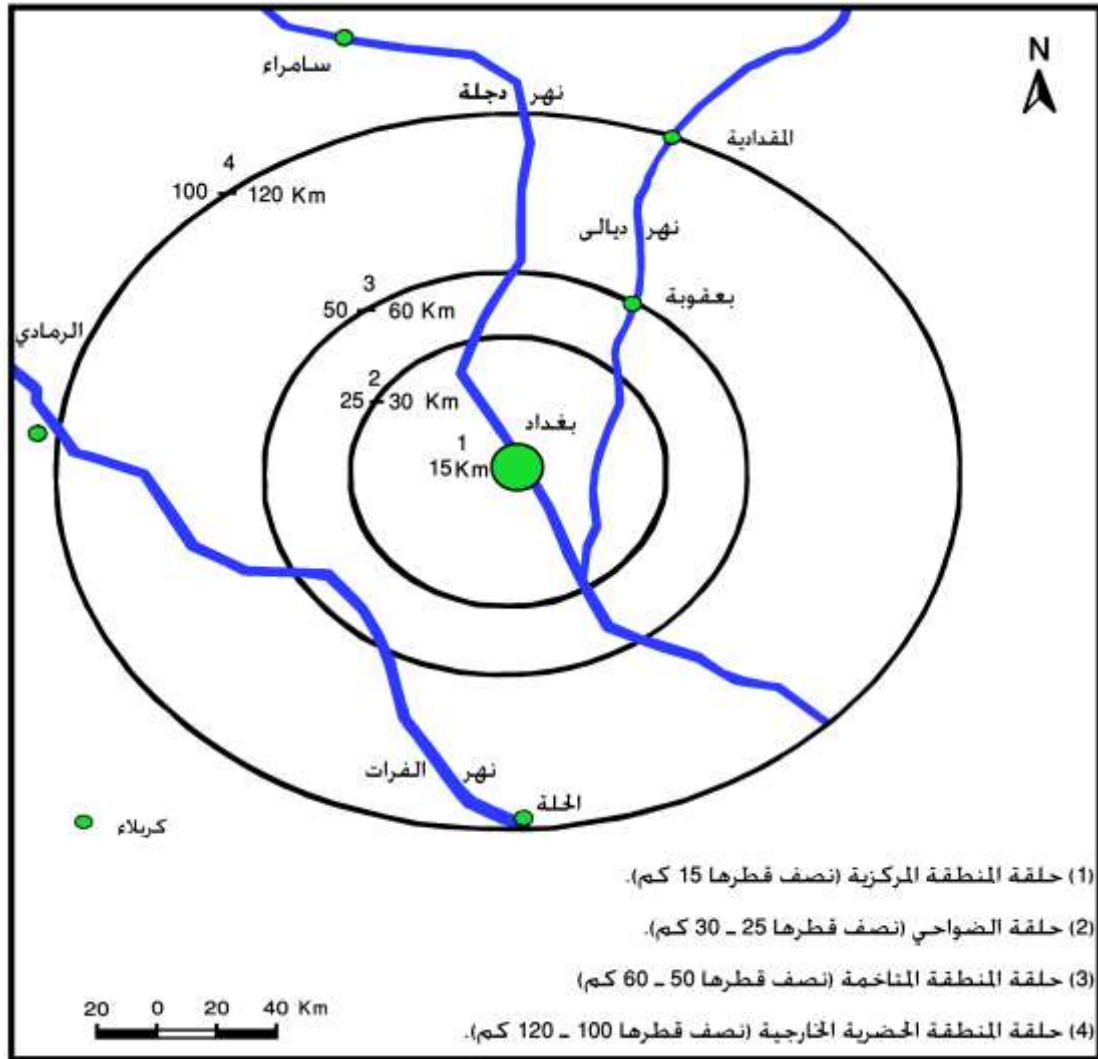 N
سامراء
نهر دجلة
المقدادية
4
100 – 120 Km
نهر ديالى
3
50 – 60 Km
بعقوبة
الرمادي
2
25 – 30 Km
بغداد
1
15 Km
نهر الفرات
الحلة
كربلاء
(1) حلقة المنطقة المركزية (نصف قطرها 15 كم).
(2) حلقة الضواحي (نصف قطرها 25 ـ 30 كم).
(3) حلقة المنطقة المتاخمة (نصف قطرها 50 ـ 60 كم)
(4) حلقة المنطقة الحضرية الخارجية (نصف قطرها 100 ـ 120 كم).
20 0 20 40 Km